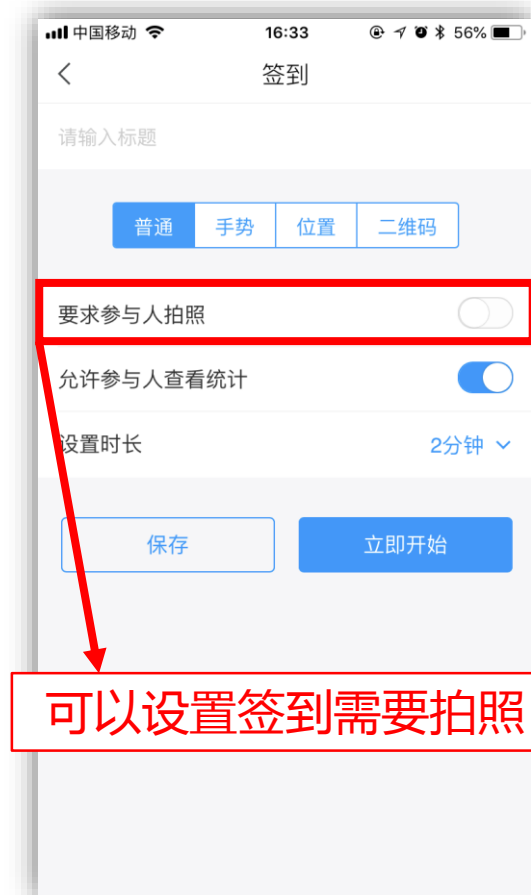 中国移动 16:33 56%
签到
请输入标题
普通 手势 位置 二维码
要求参与人拍照
允许参与人查看统计
设置时长 2分钟
保存 立即开始
可以设置签到需要拍照